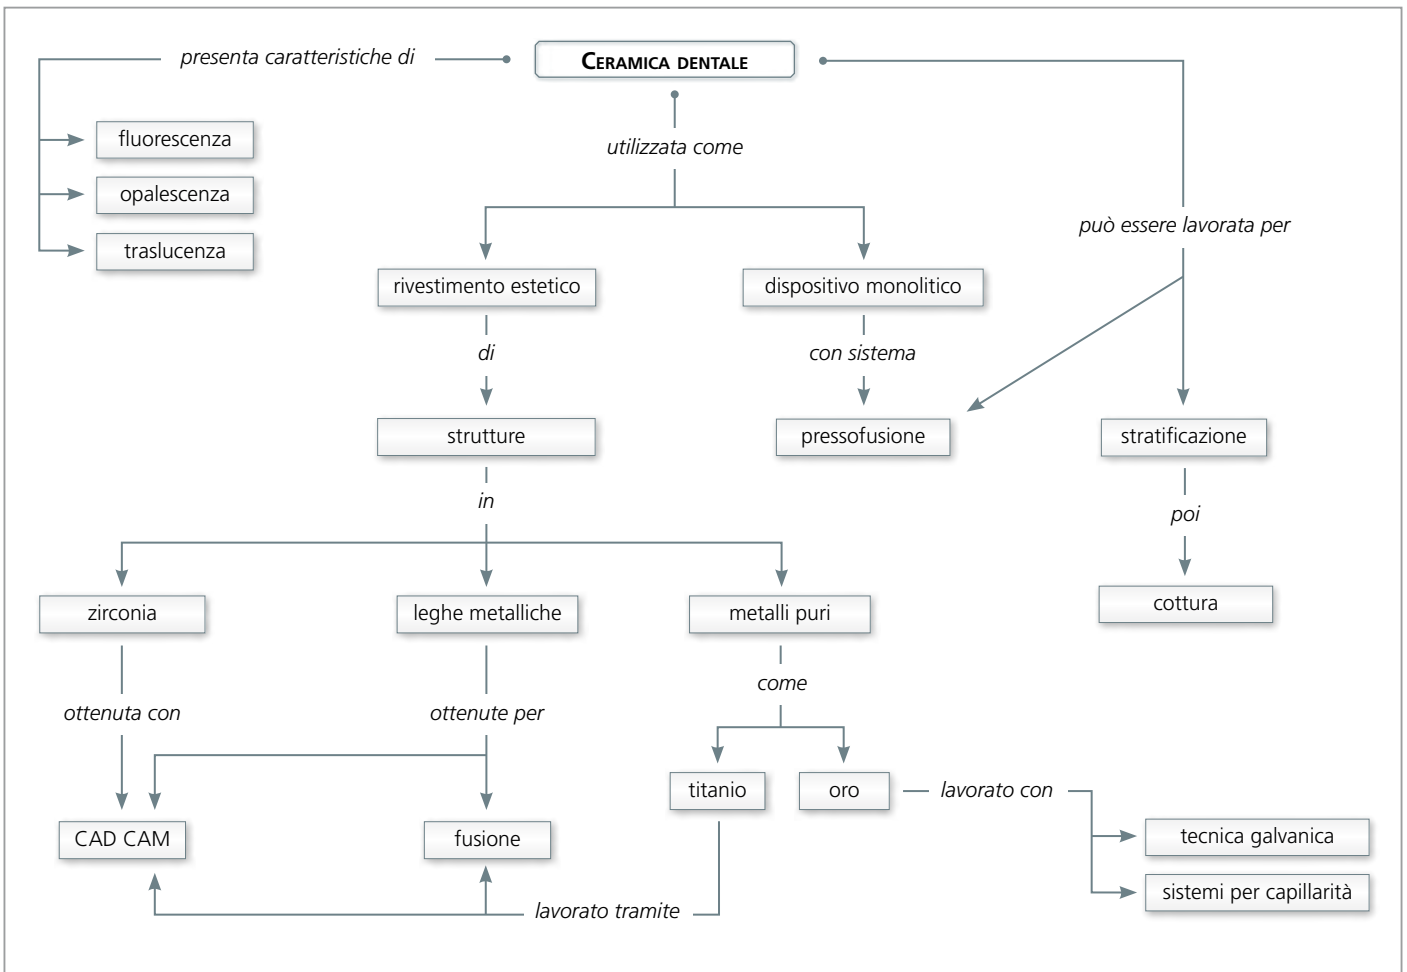 presenta caratteristiche di
CERAMICA DENTALE
fluorescenza
opalescenza
traslucenza
utilizzata come
può essere lavorata per
rivestimento estetico
dispositivo monolitico
di
con sistema
strutture
pressofusione
stratificazione
in
poi
zirconia
leghe metalliche
metalli puri
cottura
ottenuta con
ottenute per
come
titanio
oro
lavorato con
CAD CAM
fusione
tecnica galvanica
sistemi per capillarità
lavorato tramite